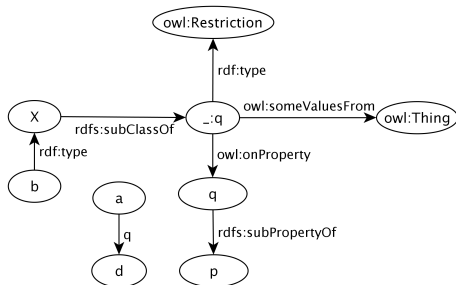 owl:Restriction
rdf:type
owl:someValuesFrom
X
rdfs:subClassOf
_:q
owl:Thing
rdf:type
owl:onProperty
b
a
q
q
rdfs:subPropertyOf
d
p